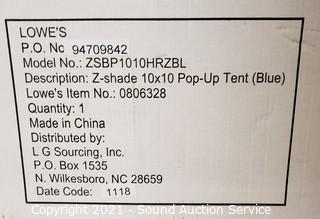 LOWE'S
P.O. No 94709842
Model No.: ZSBP1010HRZBL
Description: Z-shade 10x10 Pop-Up Tent (Blue)
Lowe's Item No.: 0806328
Quantity: 1
Made in China
Distributed by:
L G Sourcing, Inc.
P.O. Box 1535
N. Wilkesboro, NC 28659
Date Code: 1118
Copyright 2021 - Sound Auction Service